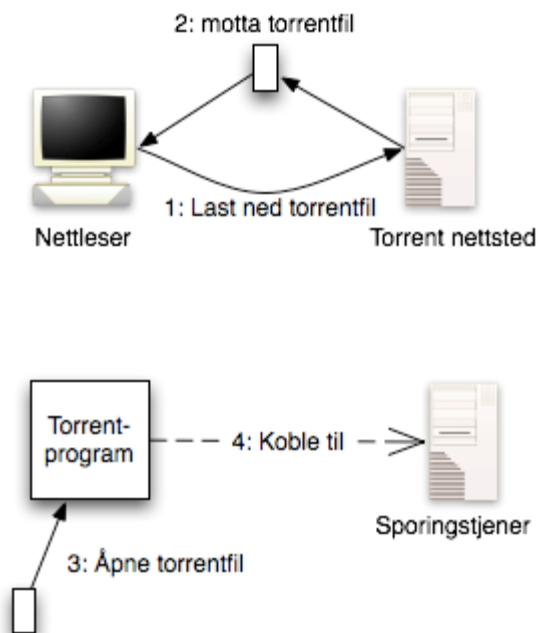 2: motta torrentfil
1: Last ned torrentfil
Nettleser
Torrent nettsted
Torrent-
program
4: Koble til
Sporingstjener
3: Åpne torrentfil